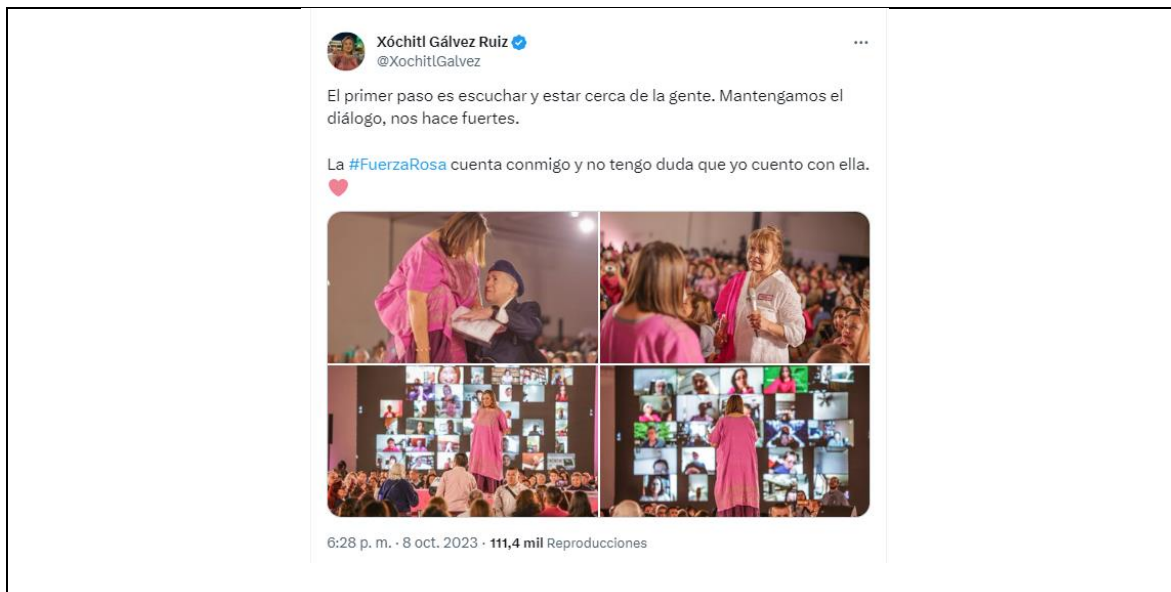 Xóchitl Gálvez Ruiz
@XochitlGalvez
El primer paso es escuchar y estar cerca de la gente. Mantengamos el
diálogo, nos hace fuertes.
La #FuerzaRosa cuenta conmigo y no tengo duda que yo cuento con ella.
6:28 p. m. · 8 oct. 2023 · 111,4 mil Reproducciones